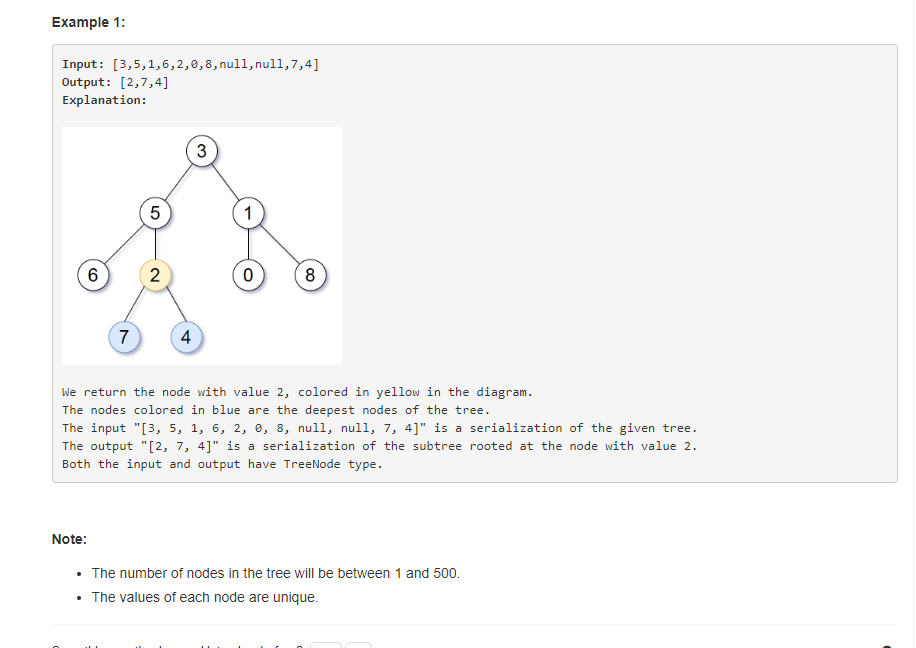 Example 1:
Input: [3,5,1,6,2,0,8,null,null,7,4]
Output: [2,7,4]
Explanation:
3
5 1
6 2 0 8
7 4
We return the node with value 2, colored in yellow in the diagram.
The nodes colored in blue are the deepest nodes of the tree.
The input "[3, 5, 1, 6, 2, 0, 8, null, null, 7, 4]" is a serialization of the given tree.
The output "[2, 7, 4]" is a serialization of the subtree rooted at the node with value 2.
Both the input and output have TreeNode type.
Note:
• The number of nodes in the tree will be between 1 and 500.
• The values of each node are unique.